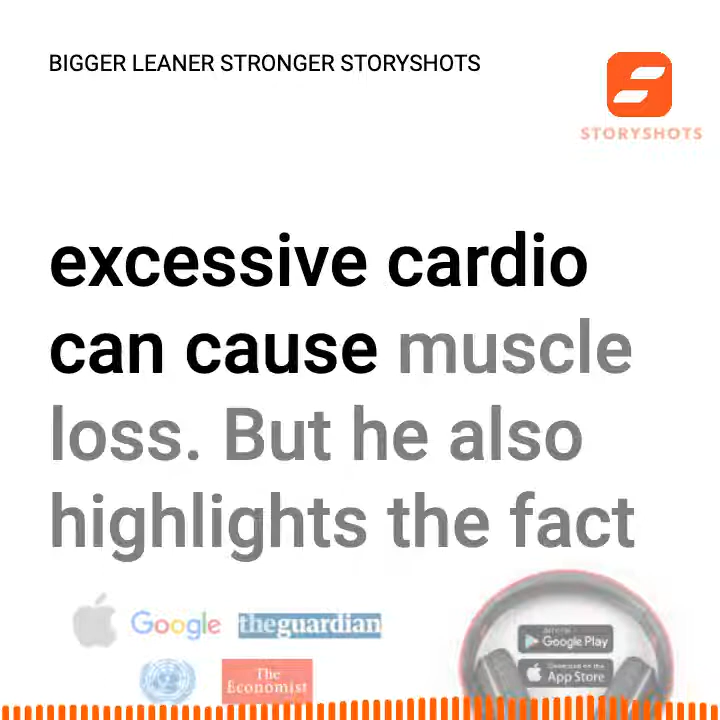 BIGGER LEANER STRONGER STORYSHOTS
STORYSHOTS
excessive cardio
can cause muscle
loss. But he also
highlights the fact
Google
theguardian
Google Play
The
Economist
App Store